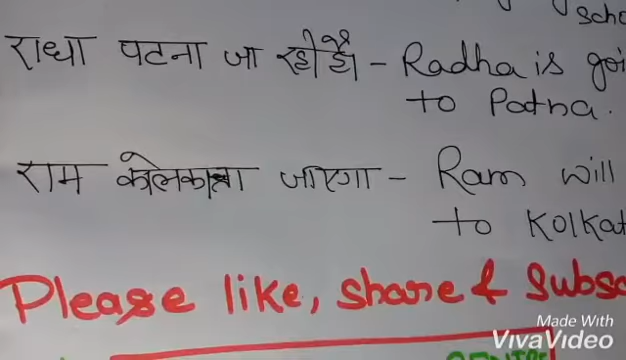 राधा पटना जा रही है। - Radha is goi
to Patna.
राम कोलकाता जाएगा - Ram will
to Kolkat
Please like, share & Subsc
Made With
VivaVideo